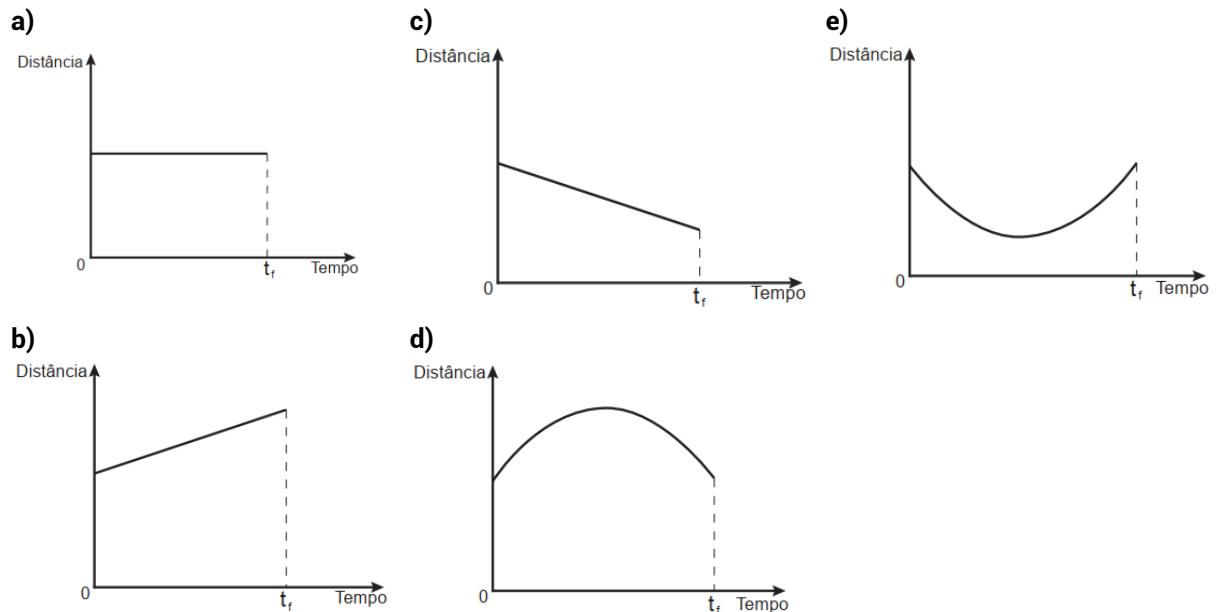 a)
Distância
0
t_f
Tempo
b)
Distância
0
t_f
Tempo
c)
Distância
0
t_f
Tempo
d)
Distância
0
t_f
Tempo
e)
Distância
0
t_f
Tempo